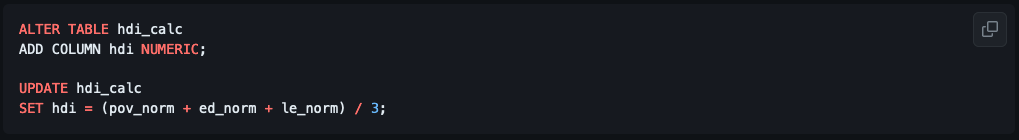 ALTER TABLE hdi_calc
ADD COLUMN hdi NUMERIC;
UPDATE hdi_calc
SET hdi = (pov_norm + ed_norm + le_norm) / 3;